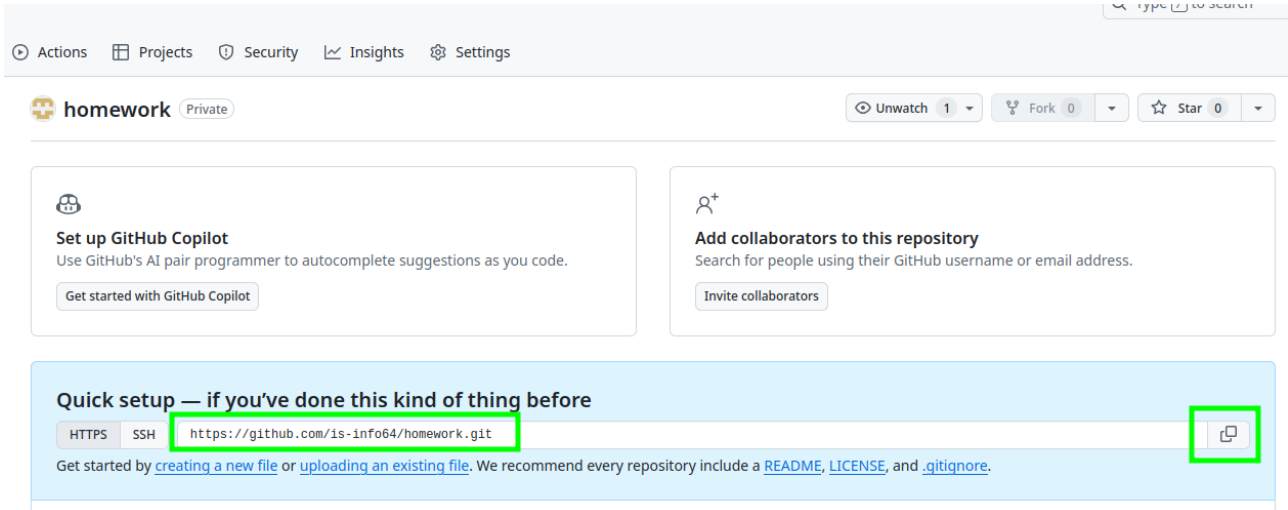 Type / to search
Actions Projects Security Insights Settings
homework Private Unwatch 1 Fork 0 Star 0
Set up GitHub Copilot
Use GitHub's AI pair programmer to autocomplete suggestions as you code.
Get started with GitHub Copilot
Add collaborators to this repository
Search for people using their GitHub username or email address.
Invite collaborators
Quick setup — if you've done this kind of thing before
HTTPS SSH https://github.com/is-info64/homework.git
Get started by creating a new file or uploading an existing file. We recommend every repository include a README, LICENSE, and .gitignore.